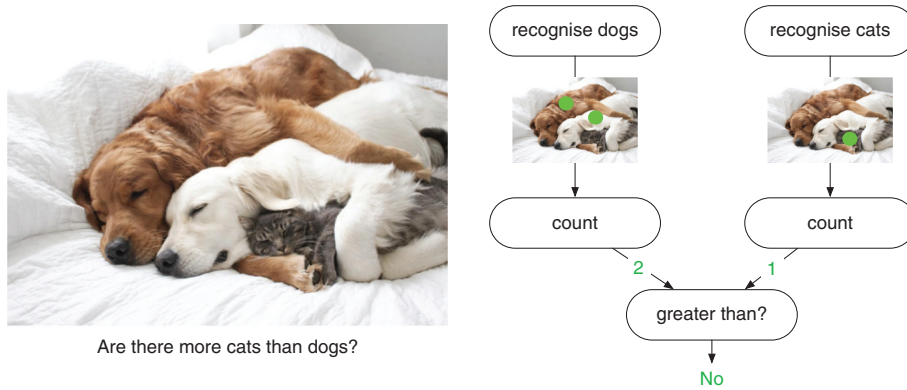 recognise dogs
recognise cats
count
count
2
1
greater than?
No
Are there more cats than dogs?